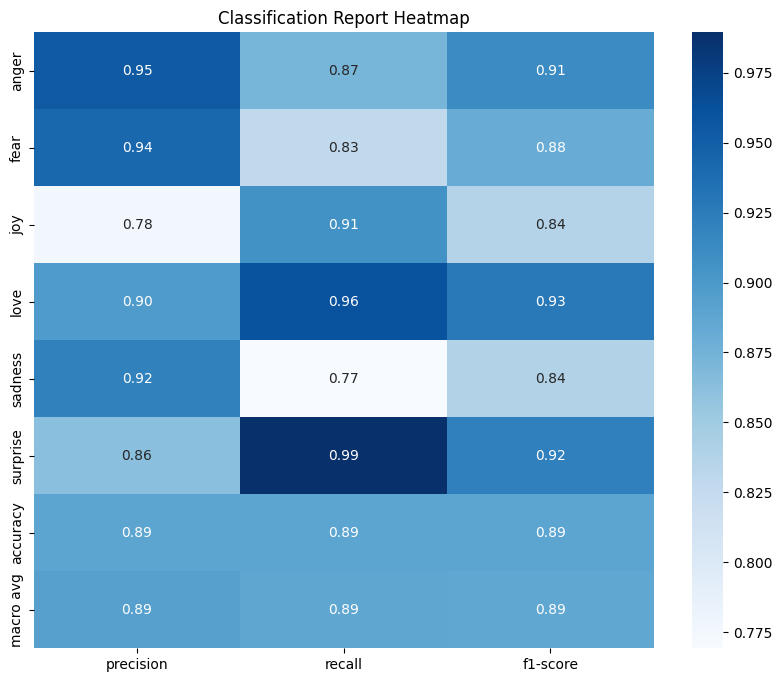 Classification Report Heatmap
anger 0.95 0.87 0.91
fear 0.94 0.83 0.88
joy 0.78 0.91 0.84
love 0.90 0.96 0.93
sadness 0.92 0.77 0.84
surprise 0.86 0.99 0.92
accuracy 0.89 0.89 0.89
macro avg 0.89 0.89 0.89
precision recall f1-score
0.975
0.950
0.925
0.900
0.875
0.850
0.825
0.800
0.775